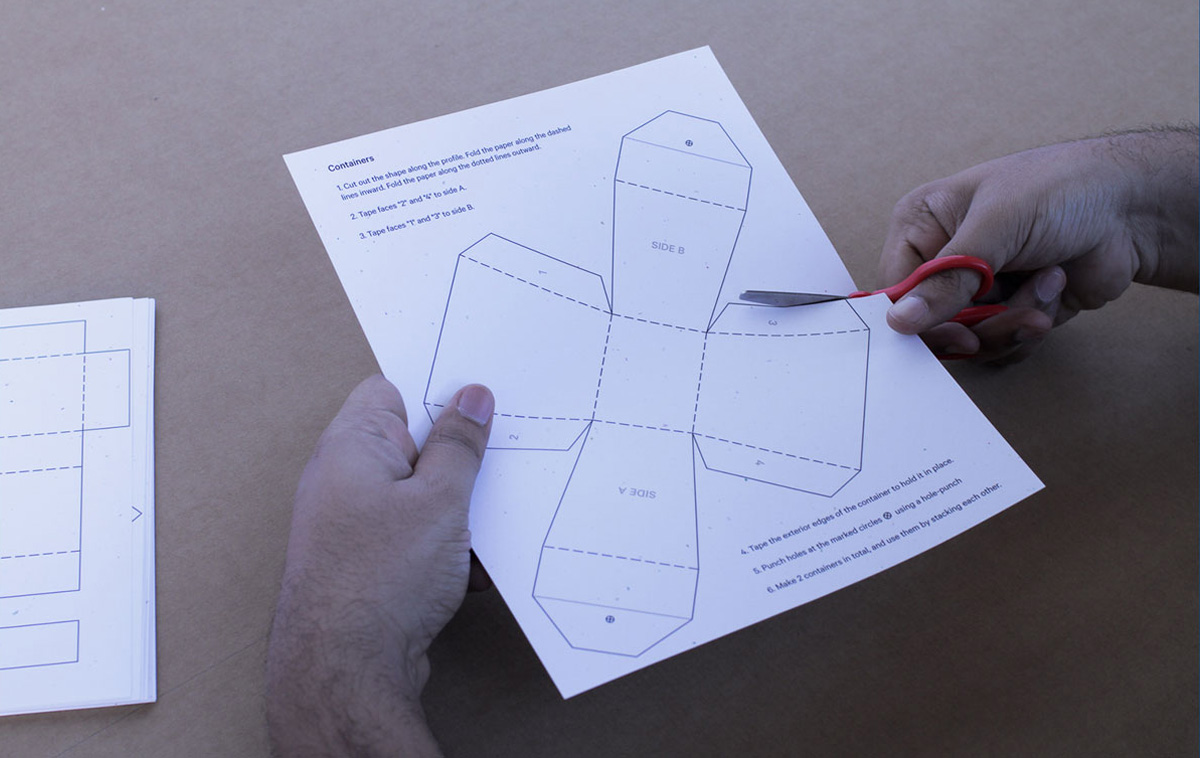 Containers
1. Cut out the shape along the profile. Fold the paper along the dashed
lines inward. Fold the paper along the dotted lines outward.
2. Tape faces "2" and "4" to side A.
3. Tape faces "1" and "3" to side B.
SIDE B
1
3
2
4
SIDE A
4. Tape the exterior edges of the container to hold it in place.
5. Punch holes at the marked circles ⊗ using a hole-punch
6. Make 2 containers in total, and use them by stacking each other.